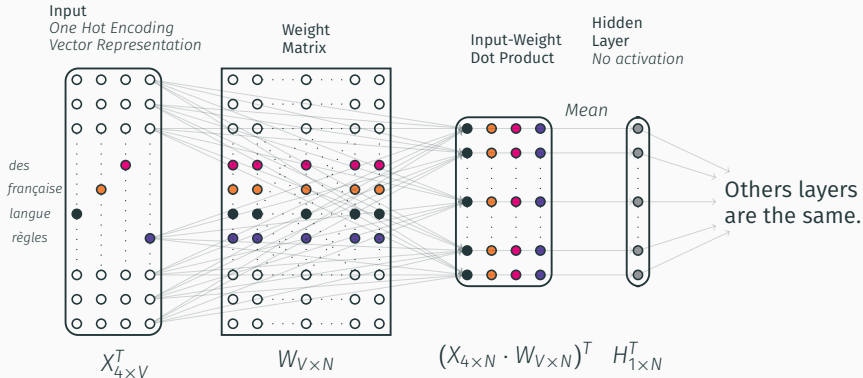 Input
One Hot Encoding
Vector Representation
Weight
Matrix
Input-Weight
Dot Product
Hidden
Layer
No activation
Mean
des
française
langue
règles
Others layers
are the same.
X^T_{4×V}
W_{V×N}
(X_{4×N} · W_{V×N})^T
H^T_{1×N}